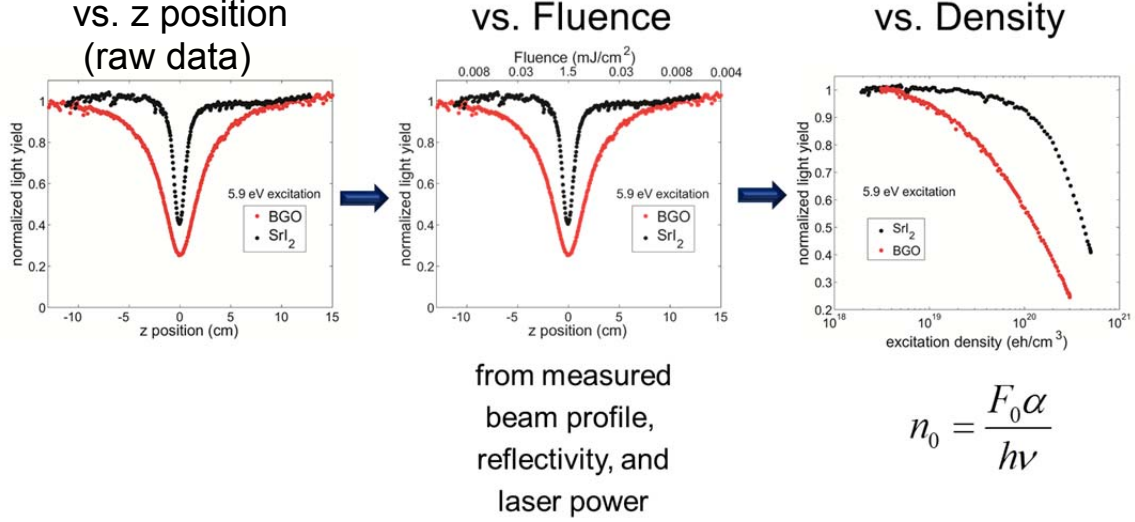 vs. z position
(raw data)
normalized light yield
1
0.8
0.6
0.4
0.2
0
5.9 eV excitation
BGO
SrI2
-10 -5 0 5 10 15
z position (cm)
vs. Fluence
Fluence (mJ/cm2)
0.008 0.03 1.5 0.03 0.008 0.004
normalized light yield
1
0.8
0.6
0.4
0.2
0
5.9 eV excitation
BGO
SrI2
-10 -5 0 5 10 15
z position (cm)
from measured
beam profile,
reflectivity, and
laser power
vs. Density
normalized light yield
1
0.9
0.8
0.7
0.6
0.5
0.4
0.3
0.2
5.9 eV excitation
SrI2
BGO
10^18 10^19 10^20 10^21
excitation density (eh/cm3)
n0 = F0α / hν